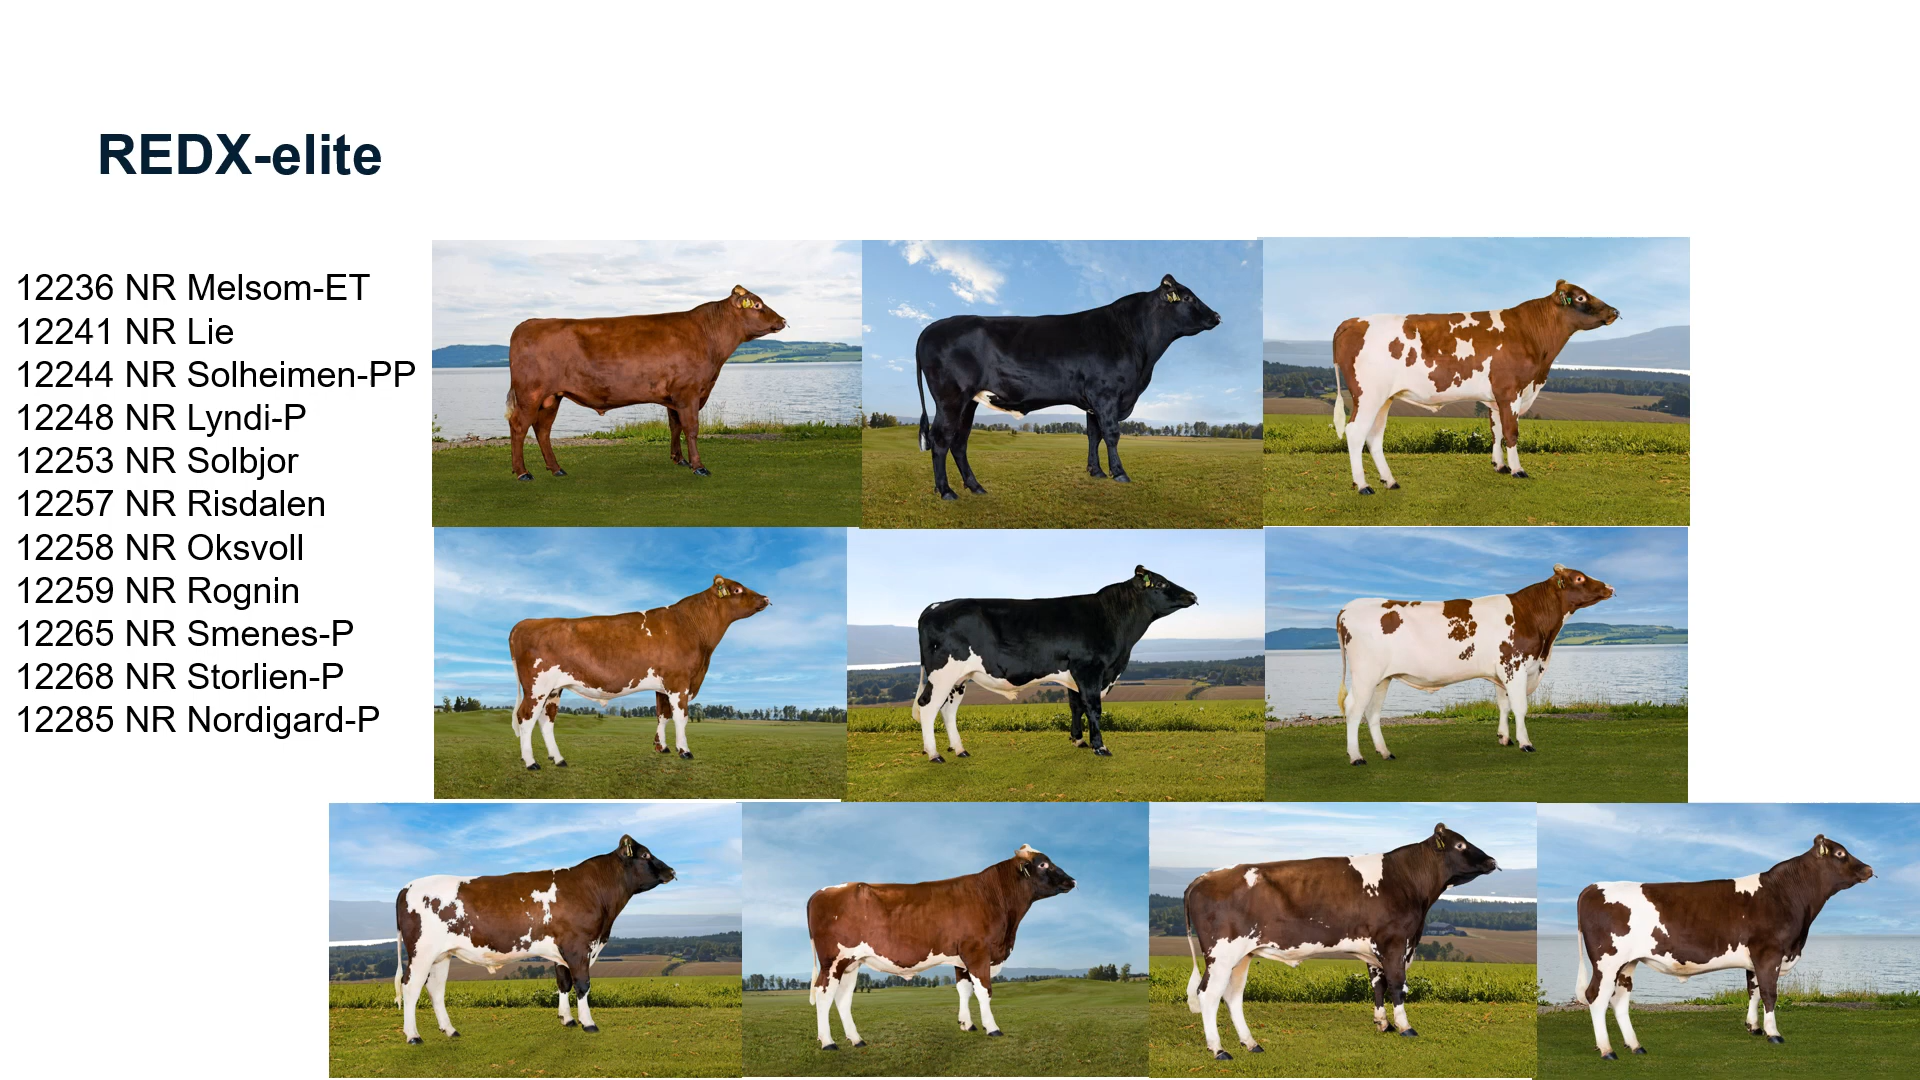 REDX-elite
12236 NR Melsom-ET
12241 NR Lie
12244 NR Solheimen-PP
12248 NR Lyndi-P
12253 NR Solbjor
12257 NR Risdalen
12258 NR Oksvoll
12259 NR Rognin
12265 NR Smenes-P
12268 NR Storlien-P
12285 NR Nordigard-P